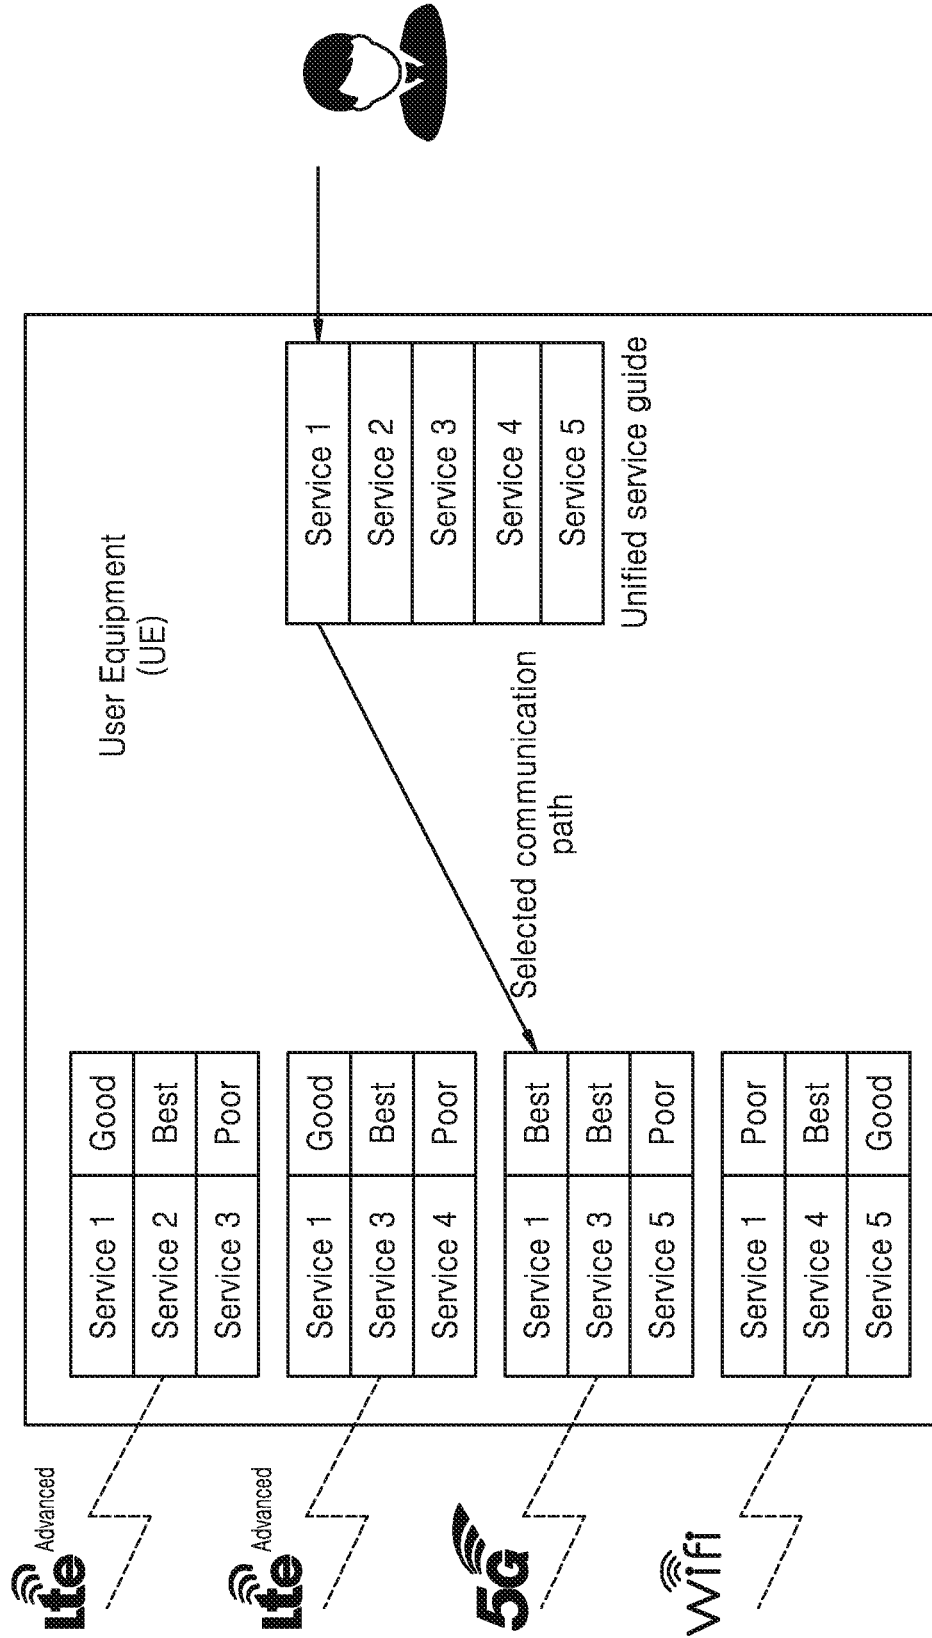 User Equipment
(UE)
Lte Advanced
Service 1 Good
Service 2 Best
Service 3 Poor
Lte Advanced
Service 1 Good
Service 3 Best
Service 4 Poor
5G
Service 1 Best
Service 3 Best
Service 5 Poor
Wifi
Service 1 Poor
Service 4 Best
Service 5 Good
Selected communication
path
Service 1
Service 2
Service 3
Service 4
Service 5
Unified service guide